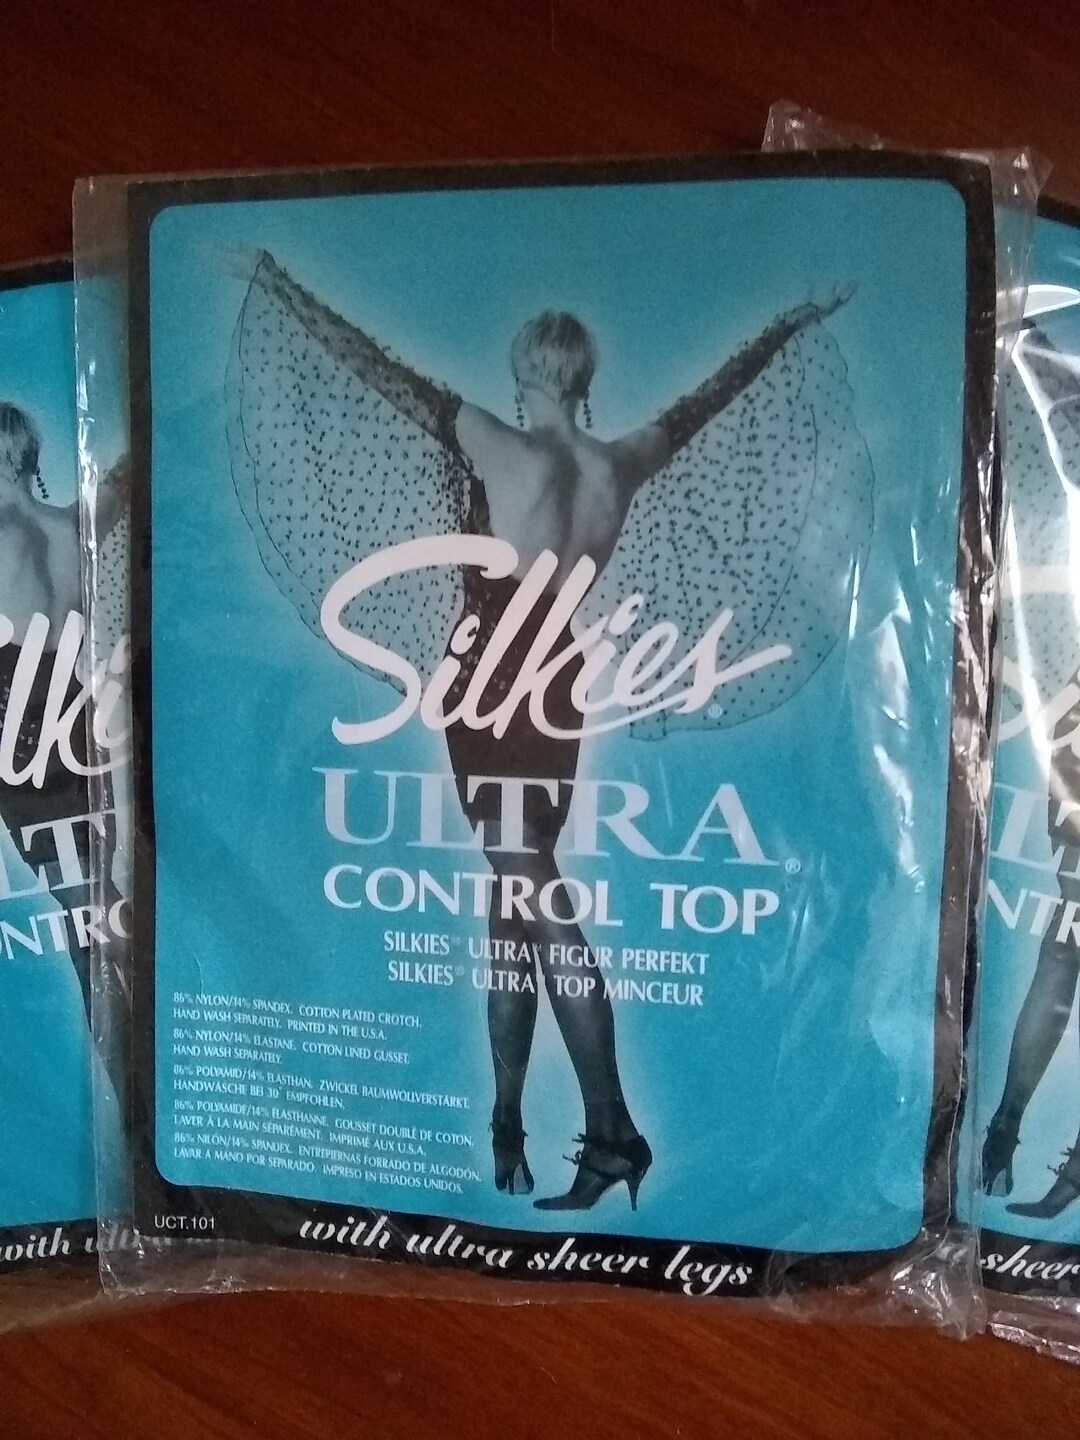 Silkies®
ULTRA®
CONTROL TOP
SILKIES® ULTRA™ FIGUR PERFEKT
SILKIES® ULTRA™ TOP MINCEUR
86% NYLON/14% SPANDEX. COTTON PLATED CROTCH.
HAND WASH SEPARATELY. PRINTED IN THE U.S.A.
86% NYLON/14% ELASTANE. COTTON LINED GUSSET.
HAND WASH SEPARATELY.
86% POLYAMID/14% ELASTHAN. ZWICKEL BAUMWOLLVERSTÄRKT.
HANDWÄSCHE BEI 30° EMPFOHLEN.
86% POLYAMIDE/14% ELASTHANNE. GOUSSET DOUBLÉ DE COTON.
LAVER À LA MAIN SÉPARÉMENT. IMPRIMÉ AUX U.S.A.
86% NILÓN/14% SPANDEX. ENTREPIERNAS FORRADO DE ALGODÓN.
LAVAR A MANO POR SEPARADO. IMPRESO EN ESTADOS UNIDOS.
UCT.101
with ultra sheer legs
with
sheer